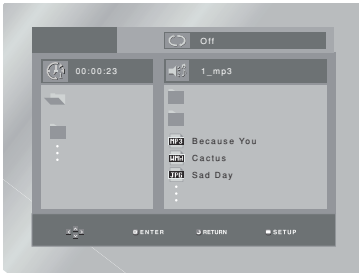 Off
00:00:23
1_mp3
MP3 Because You
WMA Cactus
JPG Sad Day
ENTER RETURN SETUP